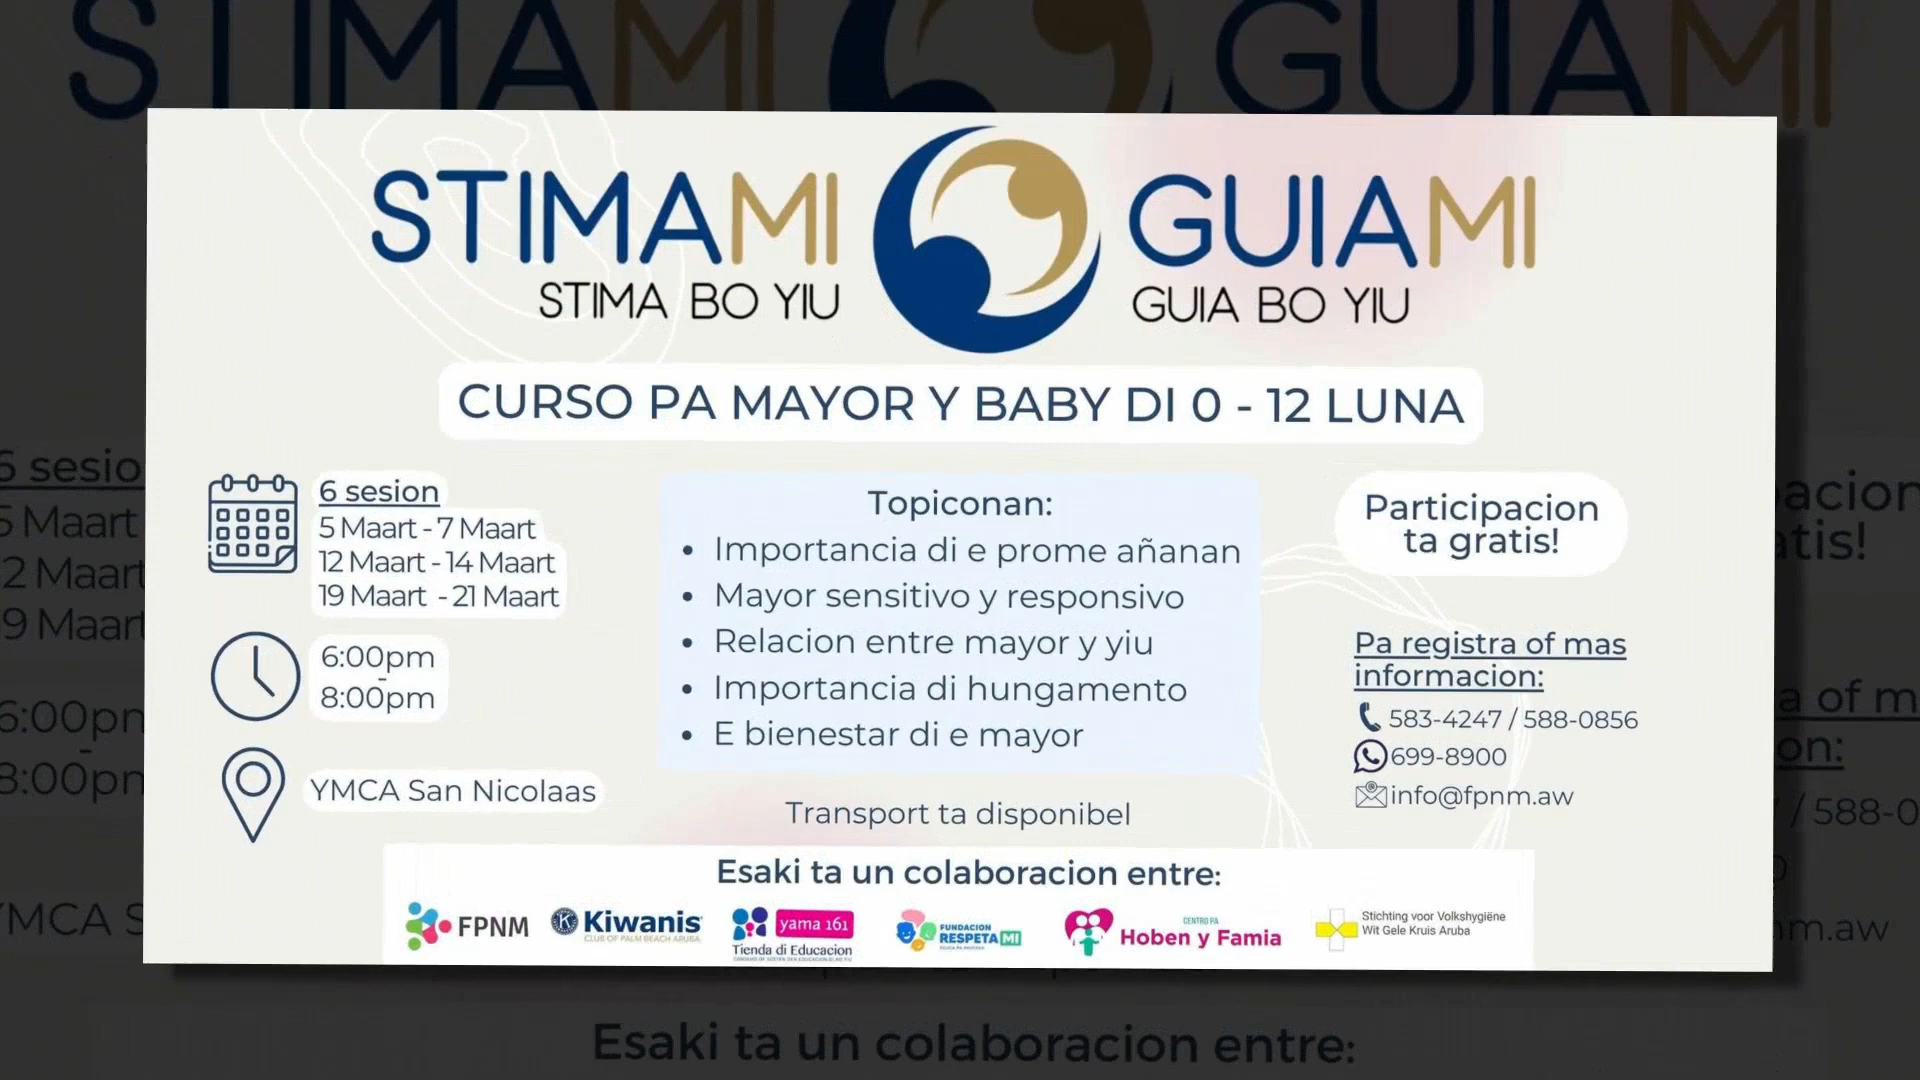 STIMAMI
STIMA BO YIU
GUIAMI
GUIA BO YIU
CURSO PA MAYOR Y BABY DI 0 - 12 LUNA
6 sesion
5 Maart - 7 Maart
12 Maart - 14 Maart
19 Maart - 21 Maart
6:00pm
-
8:00pm
YMCA San Nicolaas
Topiconan:
• Importancia di e prome añanan
• Mayor sensitivo y responsivo
• Relacion entre mayor y yiu
• Importancia di hungamento
• E bienestar di e mayor
Transport ta disponibel
Participacion
ta gratis!
Pa registra of mas
informacion:
583-4247 / 588-0856
699-8900
info@fpnm.aw
Esaki ta un colaboracion entre:
FPNM
Kiwanis
CLUB OF PALM BEACH ARUBA
yama 161
Tienda di Educacion
FUNDACION
RESPETA MI
CENTRO PA
Hoben y Famia
Stichting voor Volkshygiëne
Wit Gele Kruis Aruba
Esaki ta un colaboracion entre: